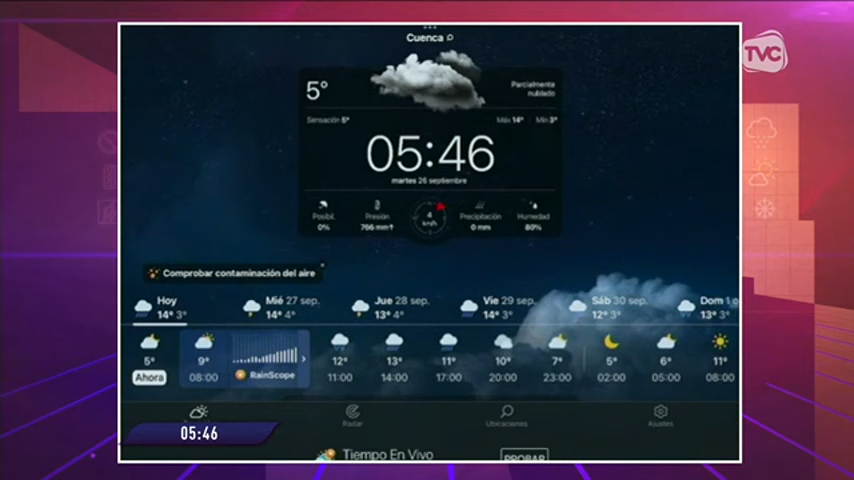 Cuenca
TVC
5°
Parcialmente
nublado
Sensación 5°
Máx 14° Mín 3°
05:46
martes 26 septiembre
Posibil.
0%
Presión
766 mm↑
4
km/h
Precipitación
0 mm
Humedad
80%
Comprobar contaminación del aire
Hoy
14° 3°
Mié 27 sep.
14° 4°
Jue 28 sep.
13° 4°
Vie 29 sep.
14° 3°
Sáb 30 sep.
12° 3°
Dom 1 o
13° 3°
5°
Ahora
9°
08:00
RainScope
12°
11:00
13°
14:00
11°
17:00
10°
20:00
7°
23:00
5°
02:00
6°
05:00
11°
08:00
Radar
Ubicaciones
Ajustes
05:46
Tiempo En Vivo
PROBAR